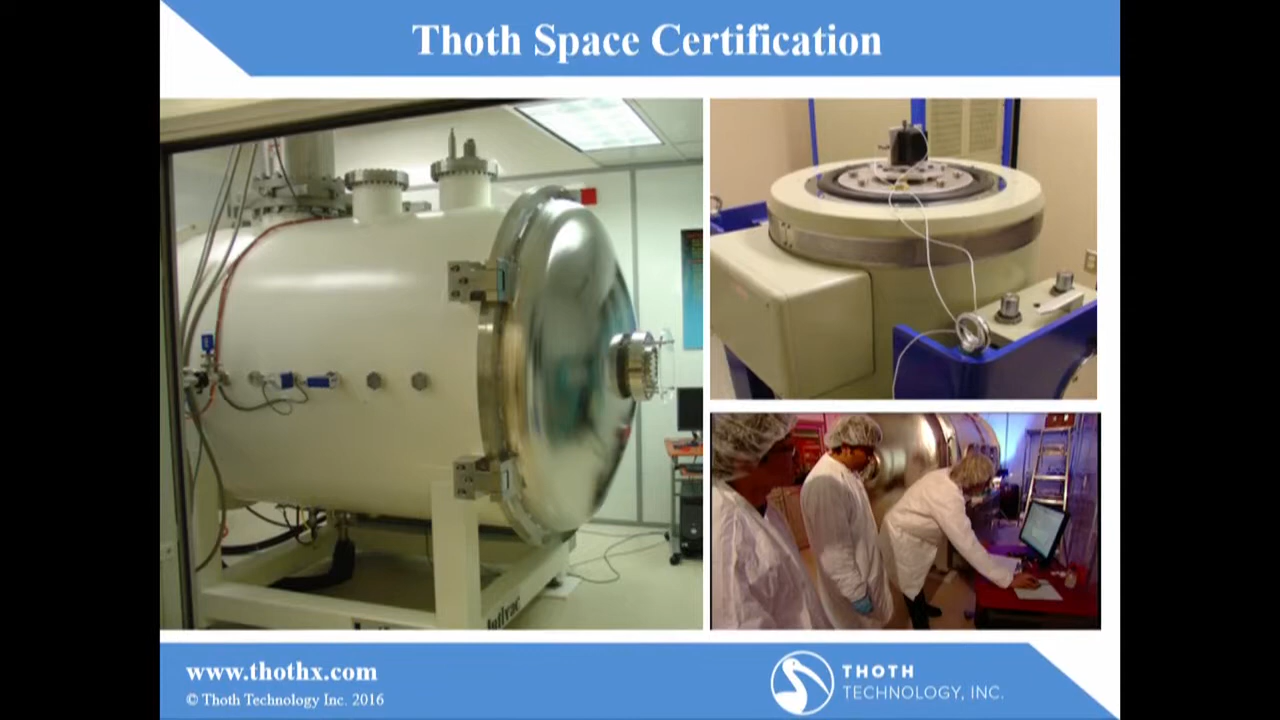 Thoth Space Certification
www.thothx.com
© Thoth Technology Inc. 2016
THOTH
TECHNOLOGY, INC.